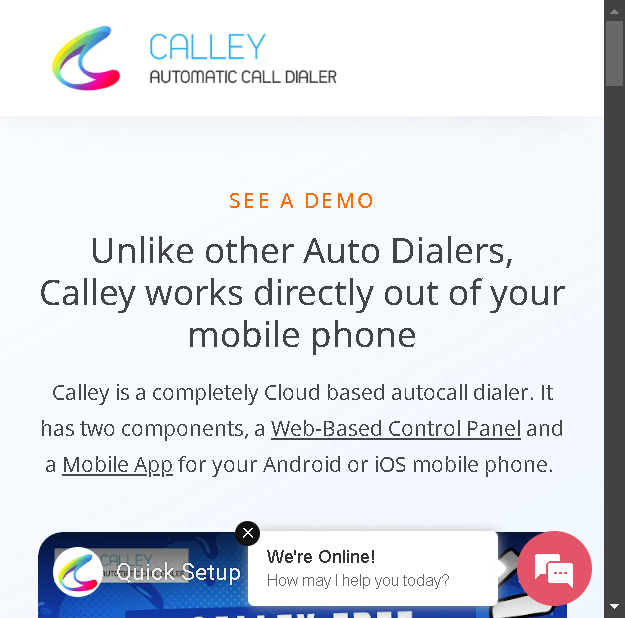 CALLEY
AUTOMATIC CALL DIALER
SEE A DEMO
Unlike other Auto Dialers,
Calley works directly out of your
mobile phone
Calley is a completely Cloud based autocall dialer. It
has two components, a Web-Based Control Panel and
a Mobile App for your Android or iOS mobile phone.
CALLEY
Quick Setup
We're Online!
How may I help you today?